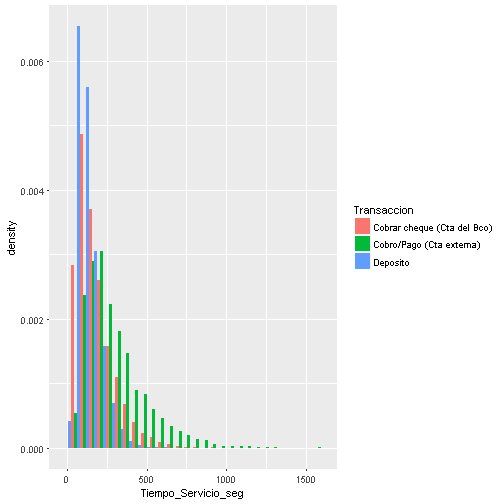 0.006
0.004
0.002
0.000
density
0
500
1000
1500
Tiempo_Servicio_seg
Transaccion
Cobrar cheque (Cta del Bco)
Cobro/Pago (Cta externa)
Deposito